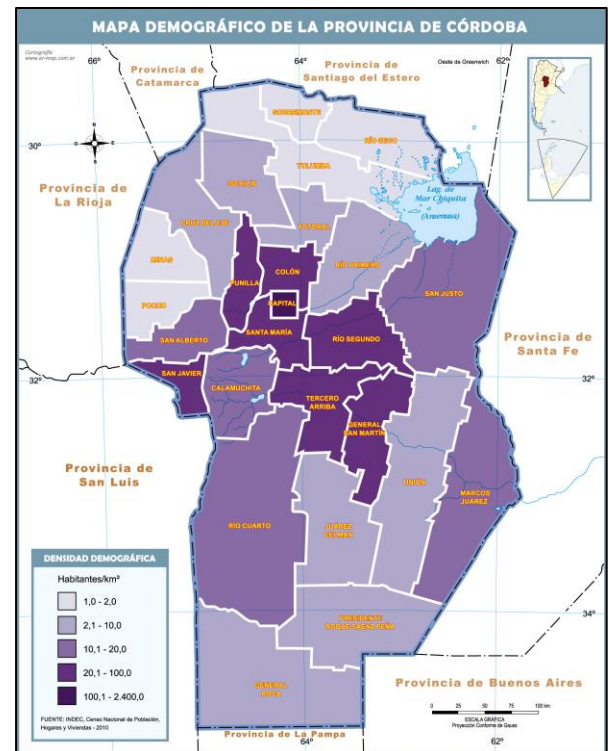 MAPA DEMOGRÁFICO DE LA PROVINCIA DE CÓRDOBA
Cartografía
www.ar-map.com.ar
66°
64°
62°
Oeste de Greenwich
Provincia de
Catamarca
Provincia de
Santiago del Estero
SOBREMONTE
RÍO SECO
30°
TULUMBA
ISCHILÍN
Provincia de
La Rioja
Lag. de
Mar Chiquita
(Ansenuza)
CRUZ DEL EJE
TOTORAL
RÍO PRIMERO
MINAS
PUNILLA
COLÓN
SAN JUSTO
POCHO
CAPITAL
SAN ALBERTO
SANTA MARÍA
RÍO SEGUNDO
Provincia de
Santa Fe
SAN JAVIER
32°
32°
CALAMUCHITA
TERCERO
ARRIBA
GENERAL
SAN MARTÍN
Provincia de
San Luis
UNIÓN
MARCOS
JUÁREZ
RÍO CUARTO
JUÁREZ
CELMAN
DENSIDAD DEMOGRÁFICA
Habitantes/km²
1,0 - 2,0
2,1 - 10,0
10,1 - 20,0
20,1 - 100,0
100,1 - 2.400,0
FUENTE: INDEC, Censo Nacional de Población,
Hogares y Viviendas - 2010
34°
PRESIDENTE
ROQUE SÁENZ PEÑA
GENERAL
ROCA
Provincia de Buenos Aires
0 25 50 75 100 km
ESCALA GRÁFICA
Proyección Conforme de Gauss
Provincia de La Pampa
64°
62°